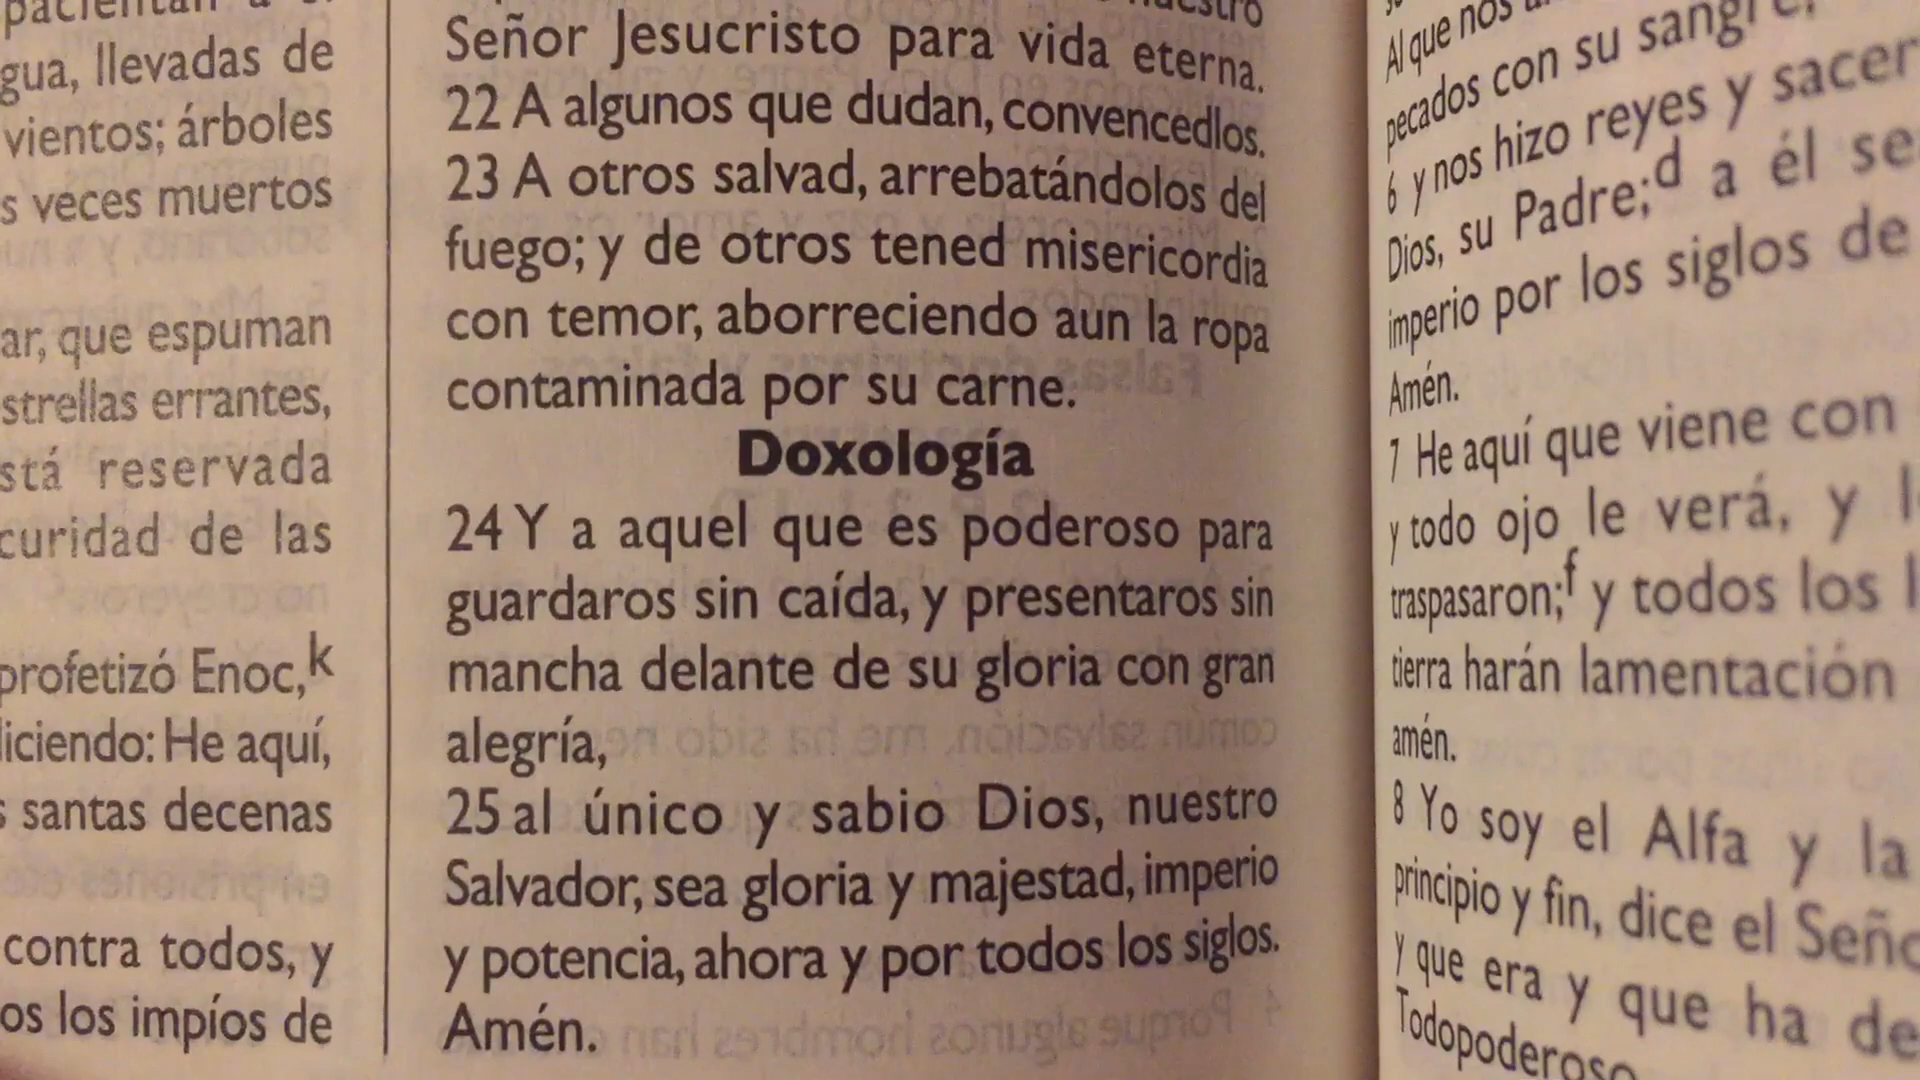 gua, llevadas de
vientos; árboles
s veces muertos
ar, que espuman
strellas errantes,
stá reservada
curidad de las
profetizó Enoc,k
diciendo: He aquí,
s santas decenas
contra todos, y
os los impíos de
Señor Jesucristo para vida eterna.
22 A algunos que dudan, convencedlos.
23 A otros salvad, arrebatándolos del
fuego; y de otros tened misericordia
con temor, aborreciendo aun la ropa
contaminada por su carne.
Doxología
24 Y a aquel que es poderoso para
guardaros sin caída, y presentaros sin
mancha delante de su gloria con gran
alegría,
25 al único y sabio Dios, nuestro
Salvador, sea gloria y majestad, imperio
y potencia, ahora y por todos los siglos.
Amén.
Al que nos
pecados con su sangre,
6 y nos hizo reyes y sacer
Dios, su Padre;d a él se
imperio por los siglos de
Amén.
7 He aquí que viene con
y todo ojo le verá, y l
traspasaron;f y todos los l
tierra harán lamentación
amén.
8 Yo soy el Alfa y la
principio y fin, dice el Seño
y que era y que ha de
Todopoderoso